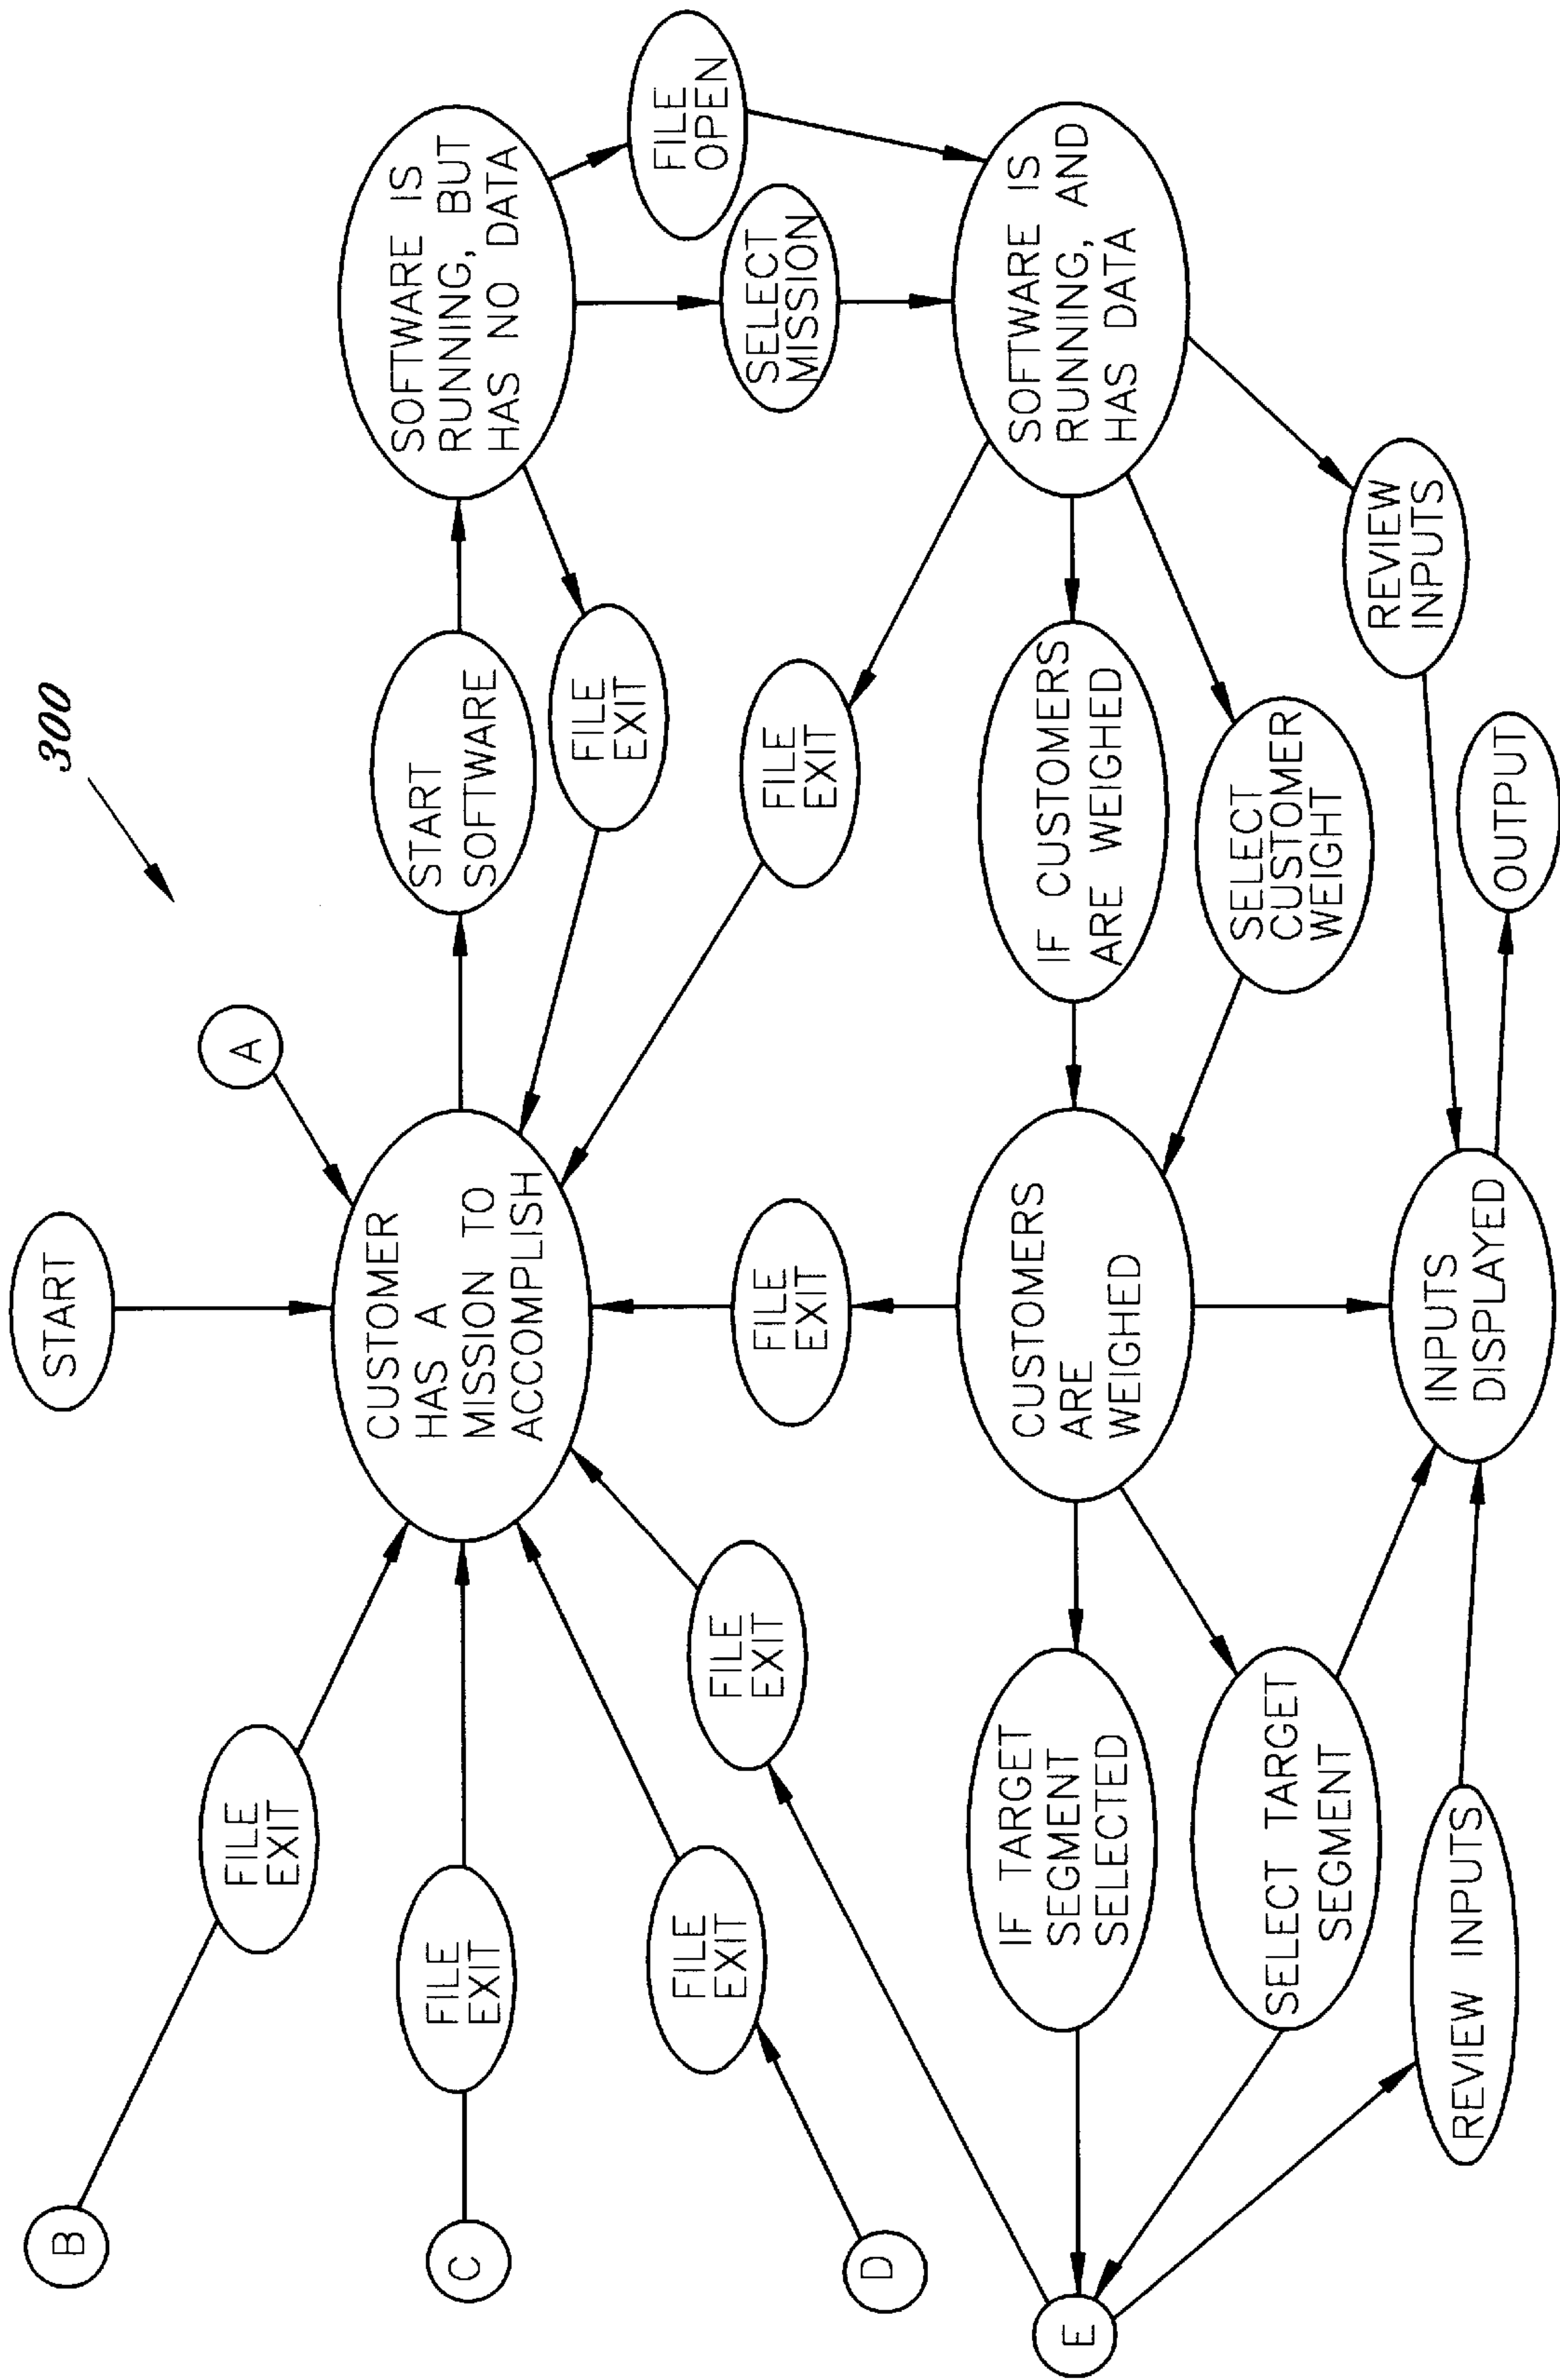 300
START
A
B
CUSTOMER
HAS A
MISSION TO
ACCOMPLISH
START
SOFTWARE
SOFTWARE IS
RUNNING, BUT
HAS NO DATA
FILE
EXIT
FILE
EXIT
C
FILE
EXIT
FILE
OPEN
SELECT
MISSION
FILE
EXIT
FILE
EXIT
FILE
EXIT
FILE
EXIT
D
E
IF TARGET
SEGMENT
SELECTED
CUSTOMERS
ARE
WEIGHED
IF CUSTOMERS
ARE WEIGHED
SOFTWARE IS
RUNNING, AND
HAS DATA
SELECT TARGET
SEGMENT
SELECT
CUSTOMER
WEIGHT
REVIEW
INPUTS
REVIEW INPUTS
INPUTS
DISPLAYED
OUTPUT